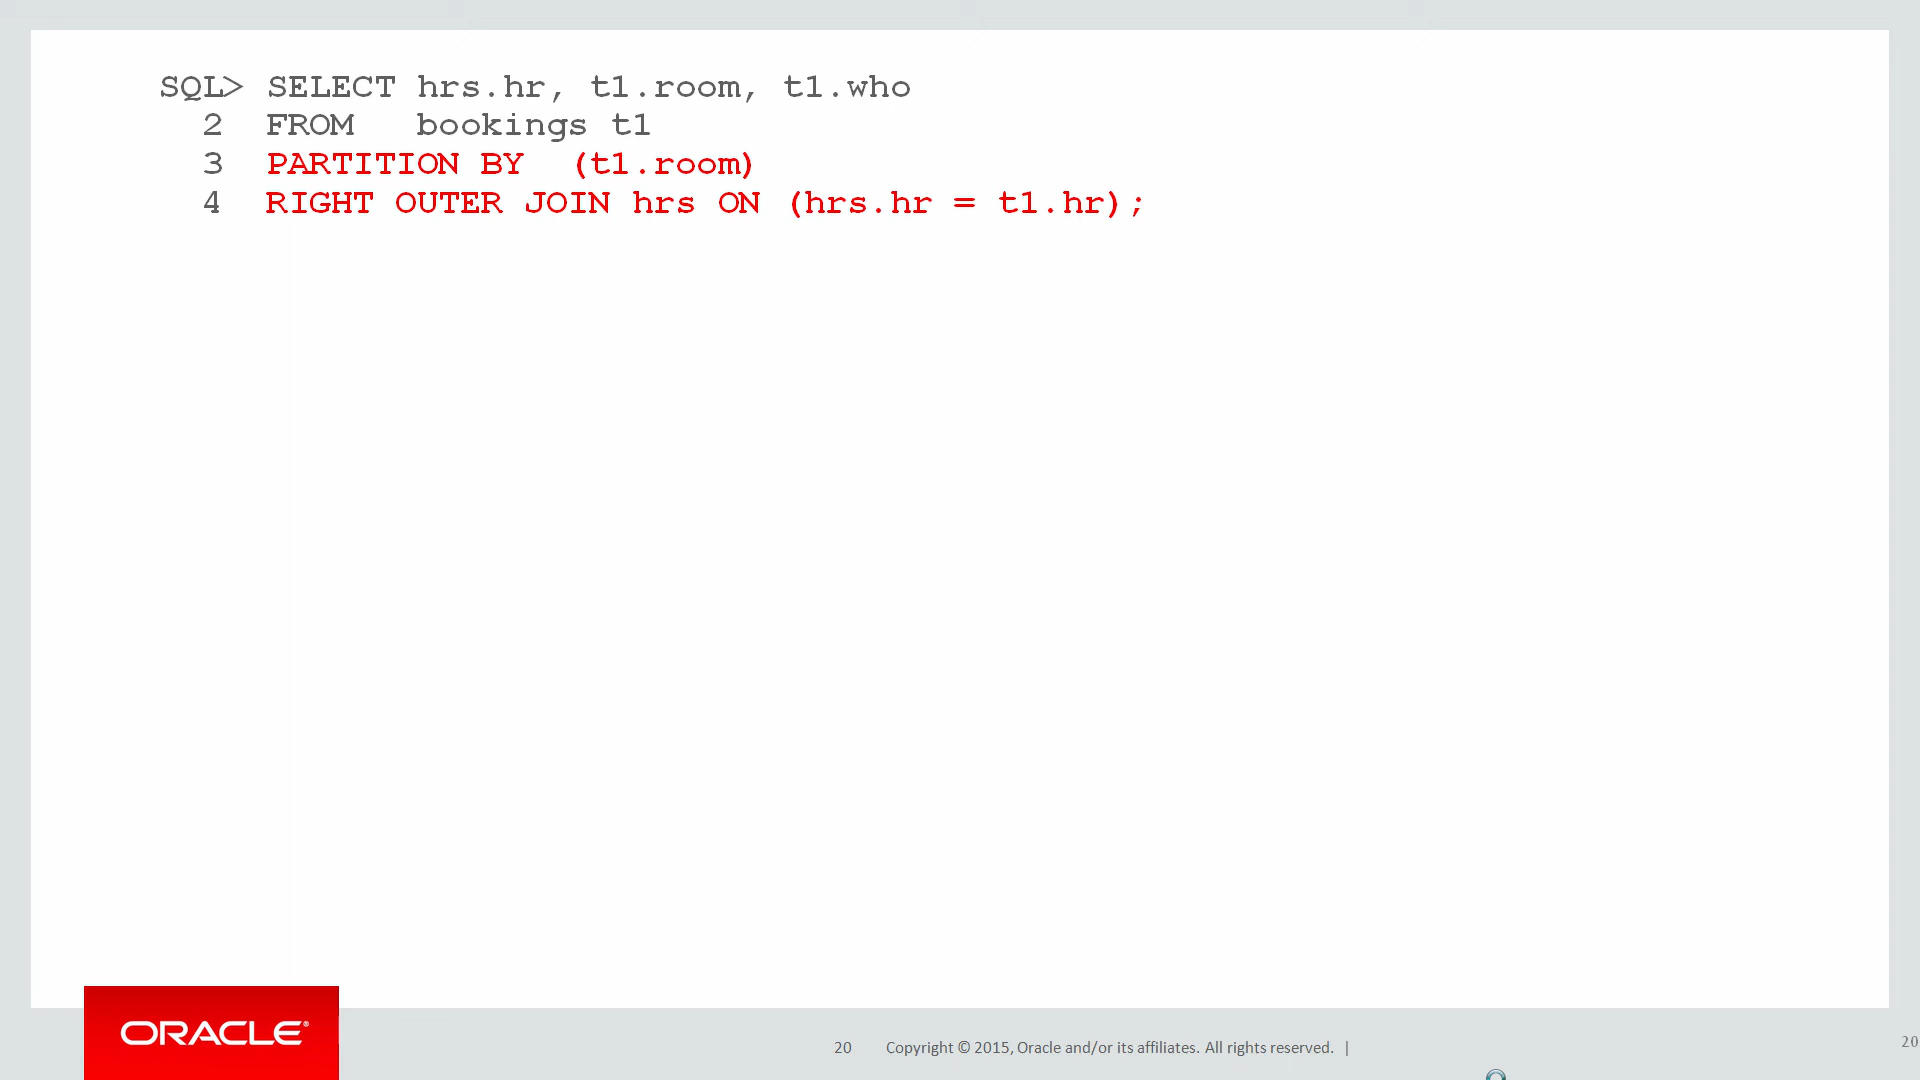 SQL> SELECT hrs.hr, t1.room, t1.who
2 FROM bookings t1
3 PARTITION BY (t1.room)
4 RIGHT OUTER JOIN hrs ON (hrs.hr = t1.hr);
ORACLE®
20 Copyright © 2015, Oracle and/or its affiliates. All rights reserved. |
20